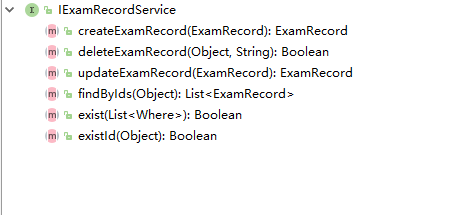 IExamRecordService
createExamRecord(ExamRecord): ExamRecord
deleteExamRecord(Object, String): Boolean
updateExamRecord(ExamRecord): ExamRecord
findByIds(Object): List<ExamRecord>
exist(List<Where>): Boolean
existId(Object): Boolean